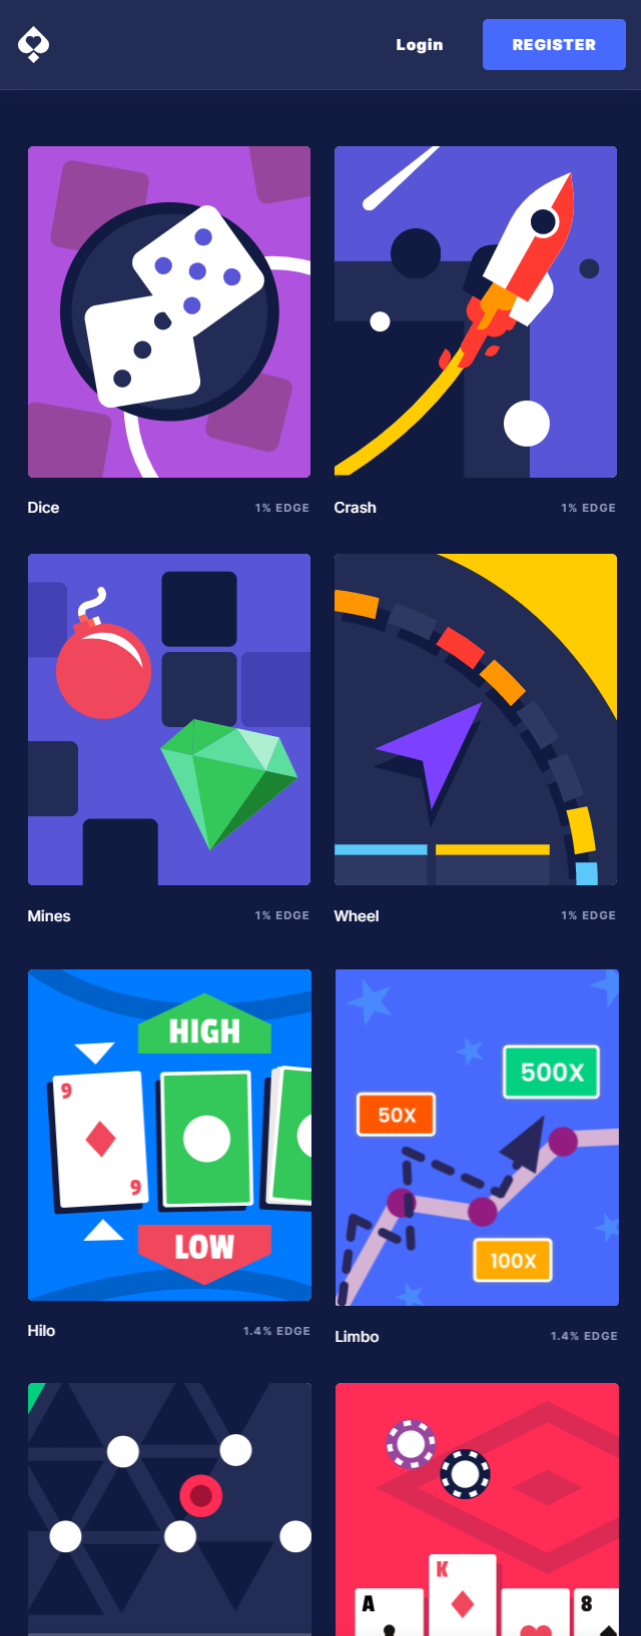 Login
REGISTER
Dice
1% EDGE
Crash
1% EDGE
Mines
1% EDGE
Wheel
1% EDGE
HIGH
9
9
LOW
50X
500X
100X
Hilo
1.4% EDGE
Limbo
1.4% EDGE
K
A
8